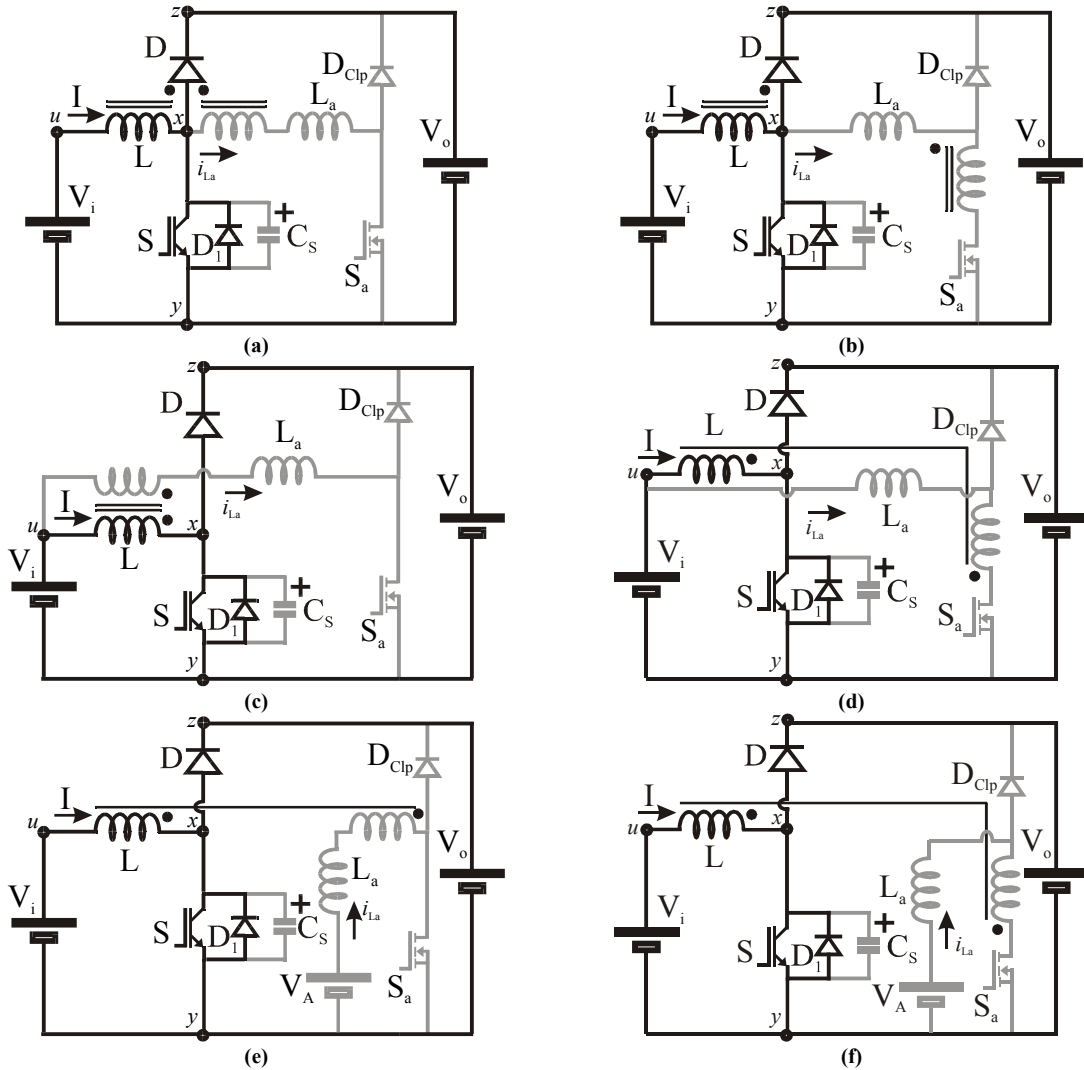 z
D
D_Clp
I
L_a
u
x
L
i_La
V_o
V_i
S
D_1
+
C_S
S_a
y
(a)
z
D
D_Clp
I
L_a
u
x
L
i_La
V_o
V_i
S
D_1
+
C_S
S_a
y
(b)
z
D
D_Clp
L_a
I
i_La
u
x
L
V_o
V_i
S
D_1
+
C_S
S_a
y
(c)
z
D
D_Clp
I
L
u
x
i_La
L_a
V_o
V_i
S
D_1
+
C_S
S_a
y
(d)
z
D
D_Clp
I
u
x
L
V_o
L_a
i_La
V_i
S
D_1
+
C_S
V_A
S_a
y
(e)
z
D
D_Clp
I
u
x
L
V_o
L_a
i_La
V_i
S
D_1
+
C_S
V_A
S_a
y
(f)